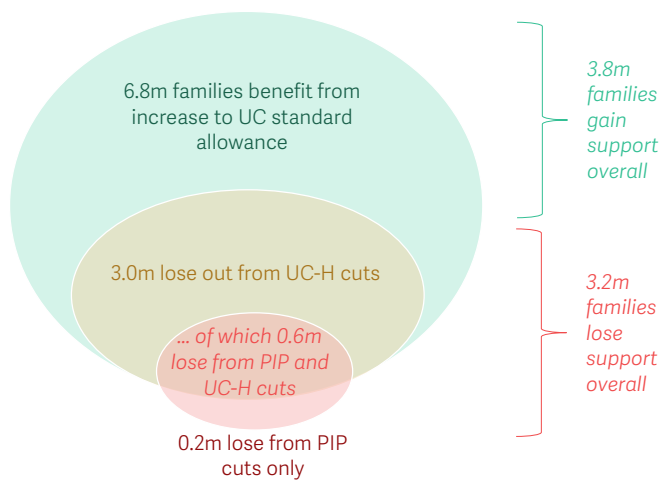 6.8m families benefit from
increase to UC standard
allowance
3.8m
families
gain
support
overall
3.0m lose out from UC-H cuts
3.2m
families
lose
support
overall
... of which 0.6m
lose from PIP and
UC-H cuts
0.2m lose from PIP
cuts only